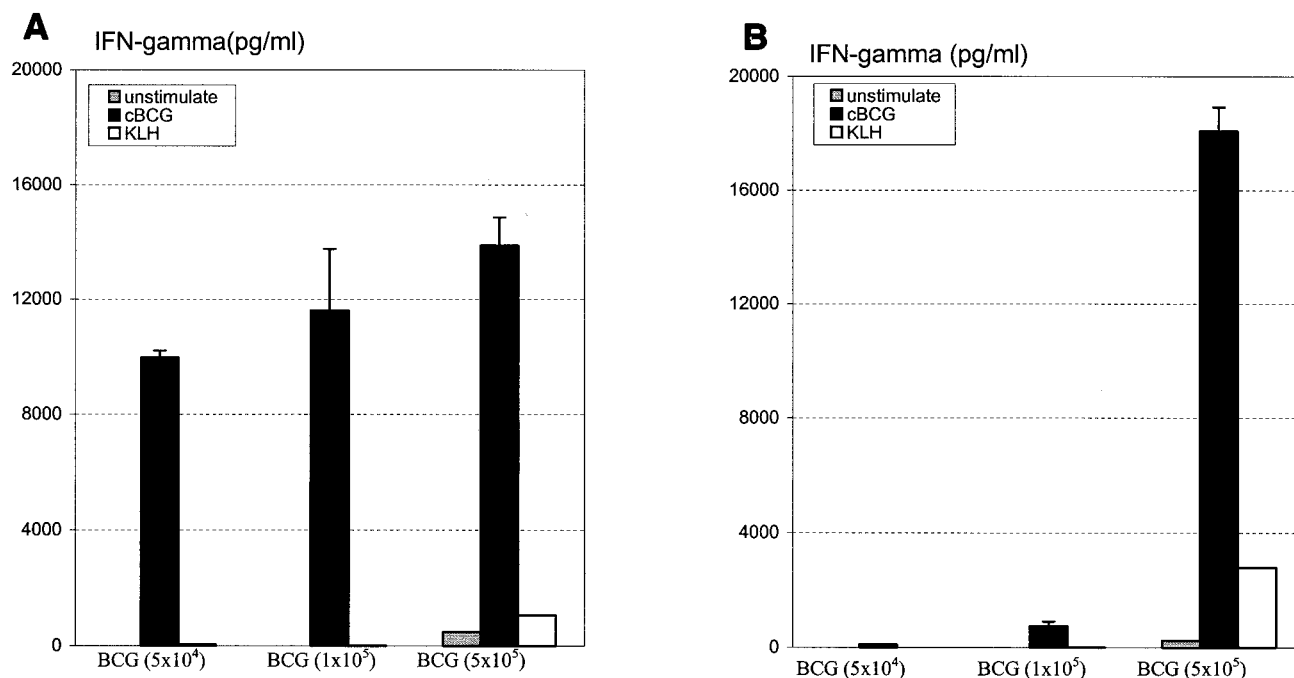 A
IFN-gamma(pg/ml)
20000
16000
12000
8000
4000
0
unstimulate
cBCG
KLH
BCG (5x10⁴)
BCG (1x10⁵)
BCG (5x10⁵)
B
IFN-gamma (pg/ml)
20000
16000
12000
8000
4000
0
unstimulate
cBCG
KLH
BCG (5x10⁴)
BCG (1x10⁵)
BCG (5x10⁵)